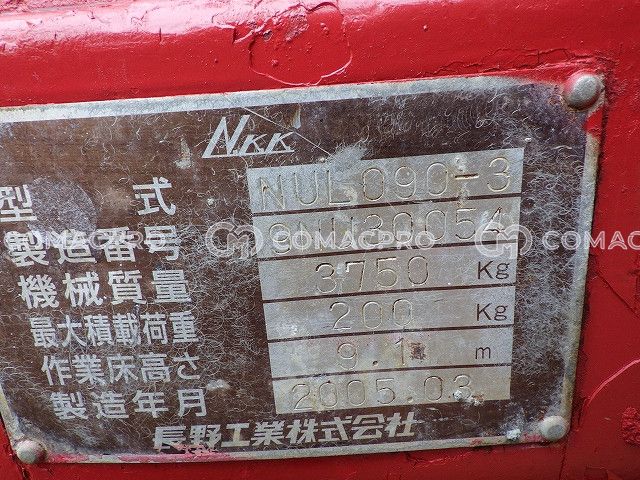 NKK
型式 NUL090-3
製造番号
機械質量 3750 Kg
最大積載荷重 200 Kg
作業床高さ 9.1 m
製造年月 2005.03
長野工業株式会社
COMACPRO
COMACPRO